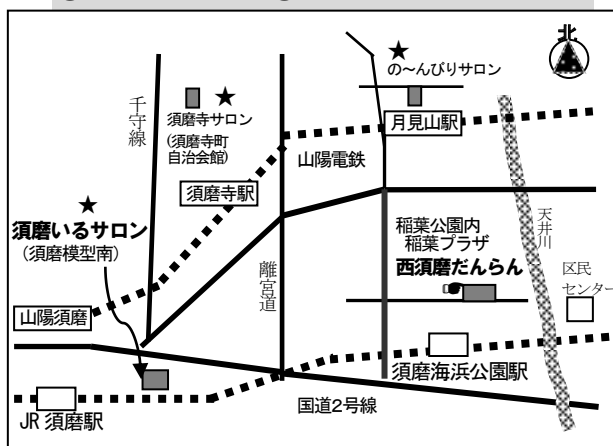 北
★
の～んびりサロン
千守線
★
須磨寺サロン
(須磨寺町
自治会館)
月見山駅
山陽電鉄
須磨寺駅
★
須磨いるサロン
(須磨模型南)
稲葉公園内
稲葉プラザ
西須磨だんらん
天井川
区民
センター
離宮道
山陽須磨
須磨海浜公園駅
国道2号線
JR 須磨駅